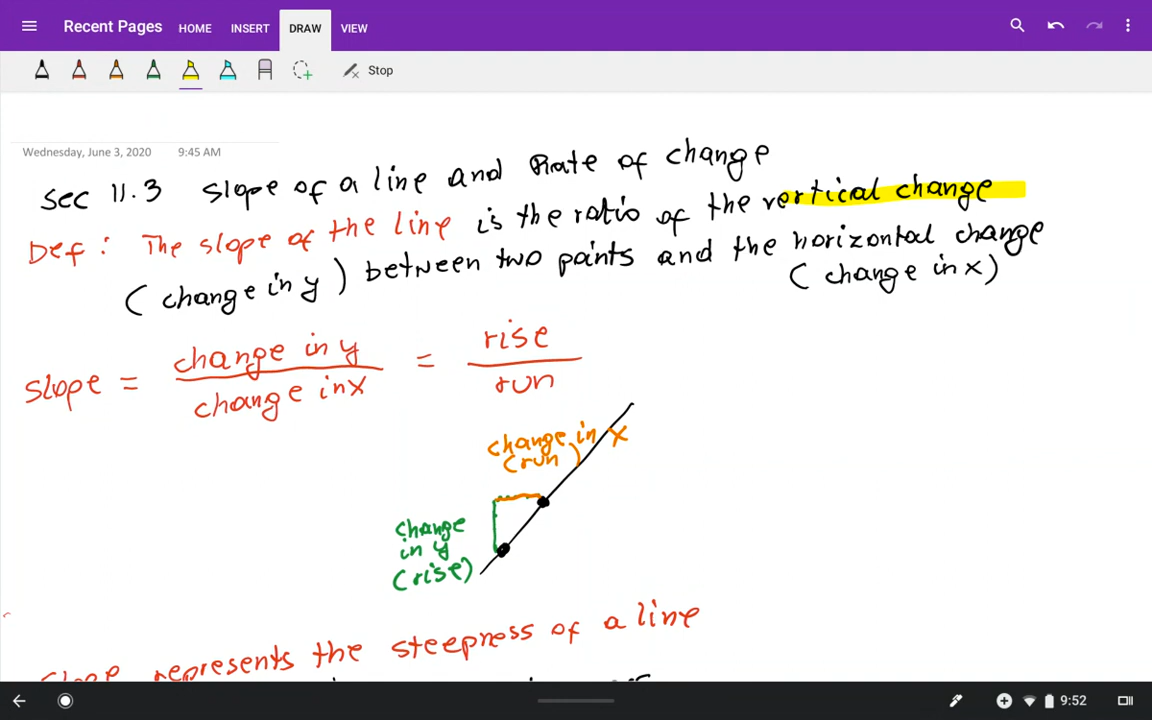 Recent Pages HOME INSERT DRAW VIEW
Stop
Wednesday, June 3, 2020 9:45 AM
Sec 11.3 Slope of a line and Rate of change
Def : The slope of the line is the ratio of the vertical change
(change in y) between two points and the horizontal change
(change in x)
slope = change in y / change in x = rise / run
change in x
(run)
change
in y
(rise)
Slope represents the steepness of a line
9:52